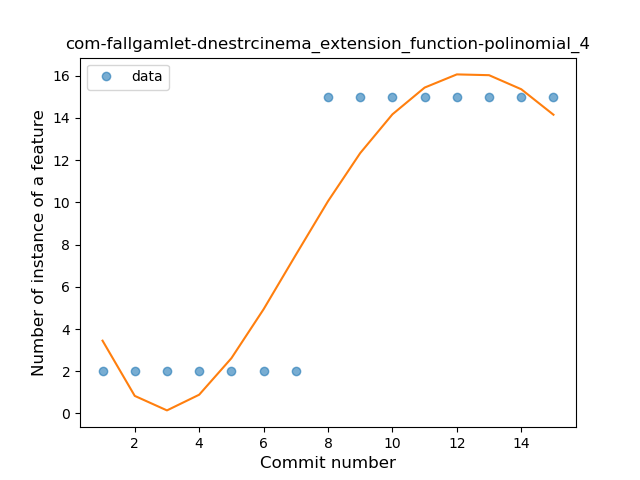 com-fallgamlet-dnestrcinema_extension_function-polinomial_4
data
Number of instance of a feature
16
14
12
10
8
6
4
2
0
2 4 6 8 10 12 14
Commit number